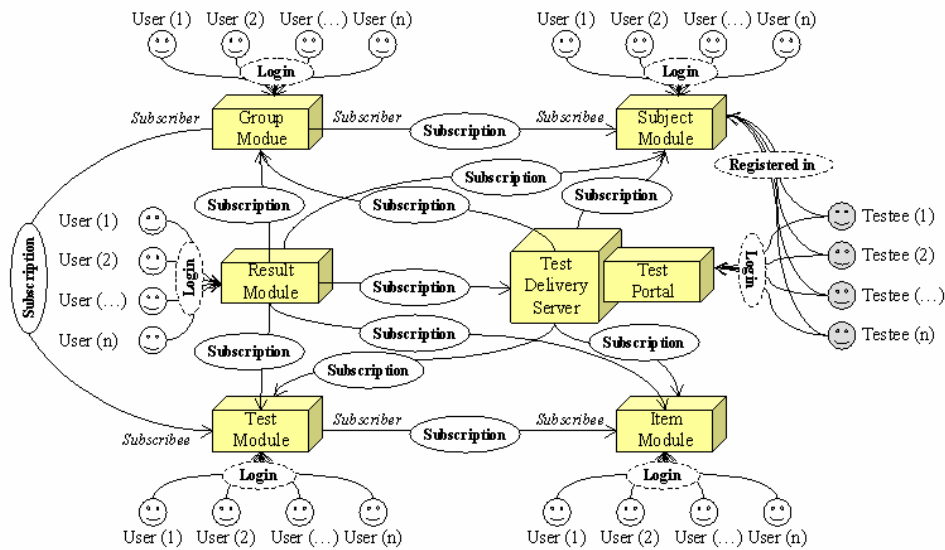 User (1) User (2) User (…) User (n)
User (1) User (2) User (…) User (n)
Login
Login
Subscriber
Group
Modue
Subscriber
Subscription
Subscribee
Subject
Module
Registered in
Subscription
Subscription
Subscription
Subscription
User (1)
User (2)
User (…)
User (n)
Login
Subscription
Result
Module
Subscription
Test
Delivery
Server
Test
Portal
Login
Testee (1)
Testee (2)
Testee (…)
Testee (n)
Subscription
Subscription
Subscription
Subscription
Subscribee
Test
Module
Subscriber
Subscription
Subscribee
Item
Module
Login
Login
User (1) User (2) User (…) User (n)
User (1) User (2) User (…) User (n)